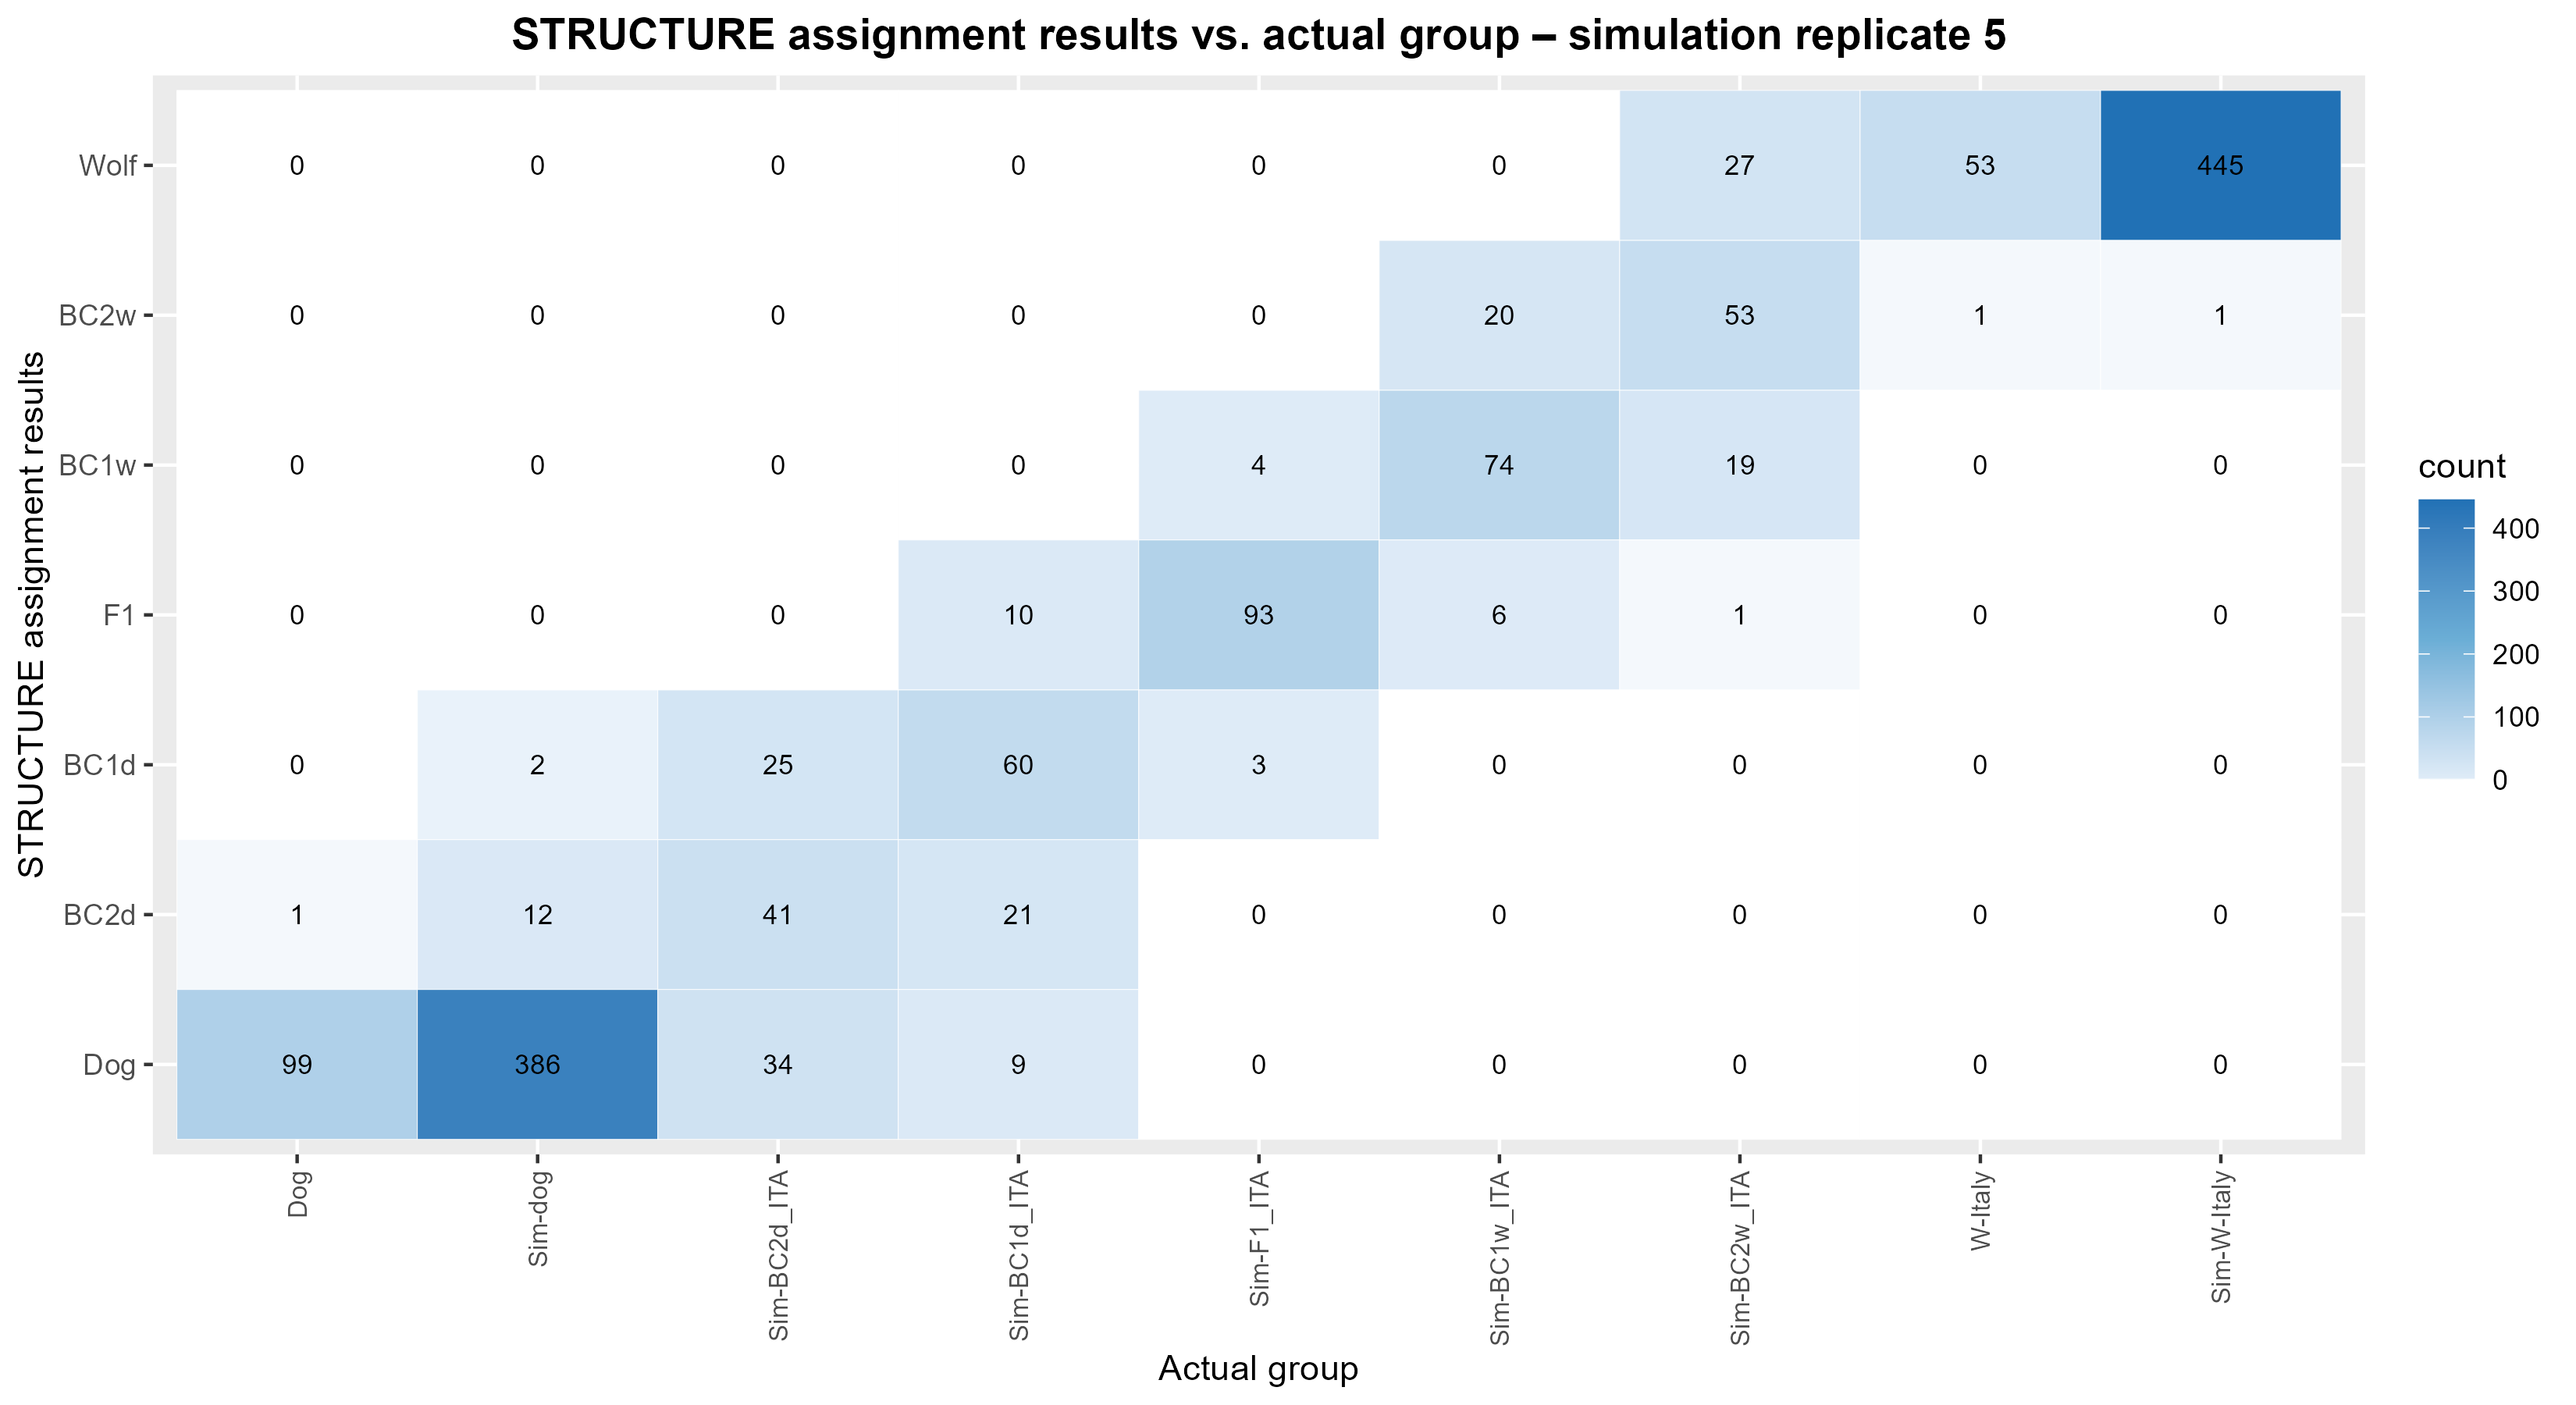 STRUCTURE assignment results vs. actual group – simulation replicate 5
STRUCTURE assignment results
Wolf 0 0 0 0 0 0 27 53 445
BC2w 0 0 0 0 0 20 53 1 1
BC1w 0 0 0 0 4 74 19 0 0
F1 0 0 0 10 93 6 1 0 0
BC1d 0 2 25 60 3 0 0 0 0
BC2d 1 12 41 21 0 0 0 0 0
Dog 99 386 34 9 0 0 0 0 0
Dog
Sim-dog
Sim-BC2d_ITA
Sim-BC1d_ITA
Sim-F1_ITA
Sim-BC1w_ITA
Sim-BC2w_ITA
W-Italy
Sim-W-Italy
Actual group
count
400
300
200
100
0